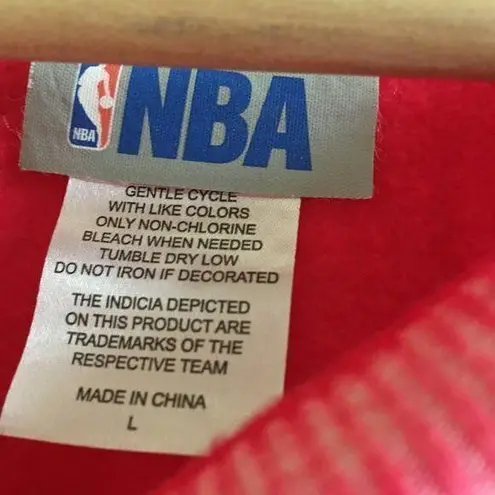 NBA NBA
GENTLE CYCLE
WITH LIKE COLORS
ONLY NON-CHLORINE
BLEACH WHEN NEEDED
TUMBLE DRY LOW
DO NOT IRON IF DECORATED
THE INDICIA DEPICTED
ON THIS PRODUCT ARE
TRADEMARKS OF THE
RESPECTIVE TEAM
MADE IN CHINA
L